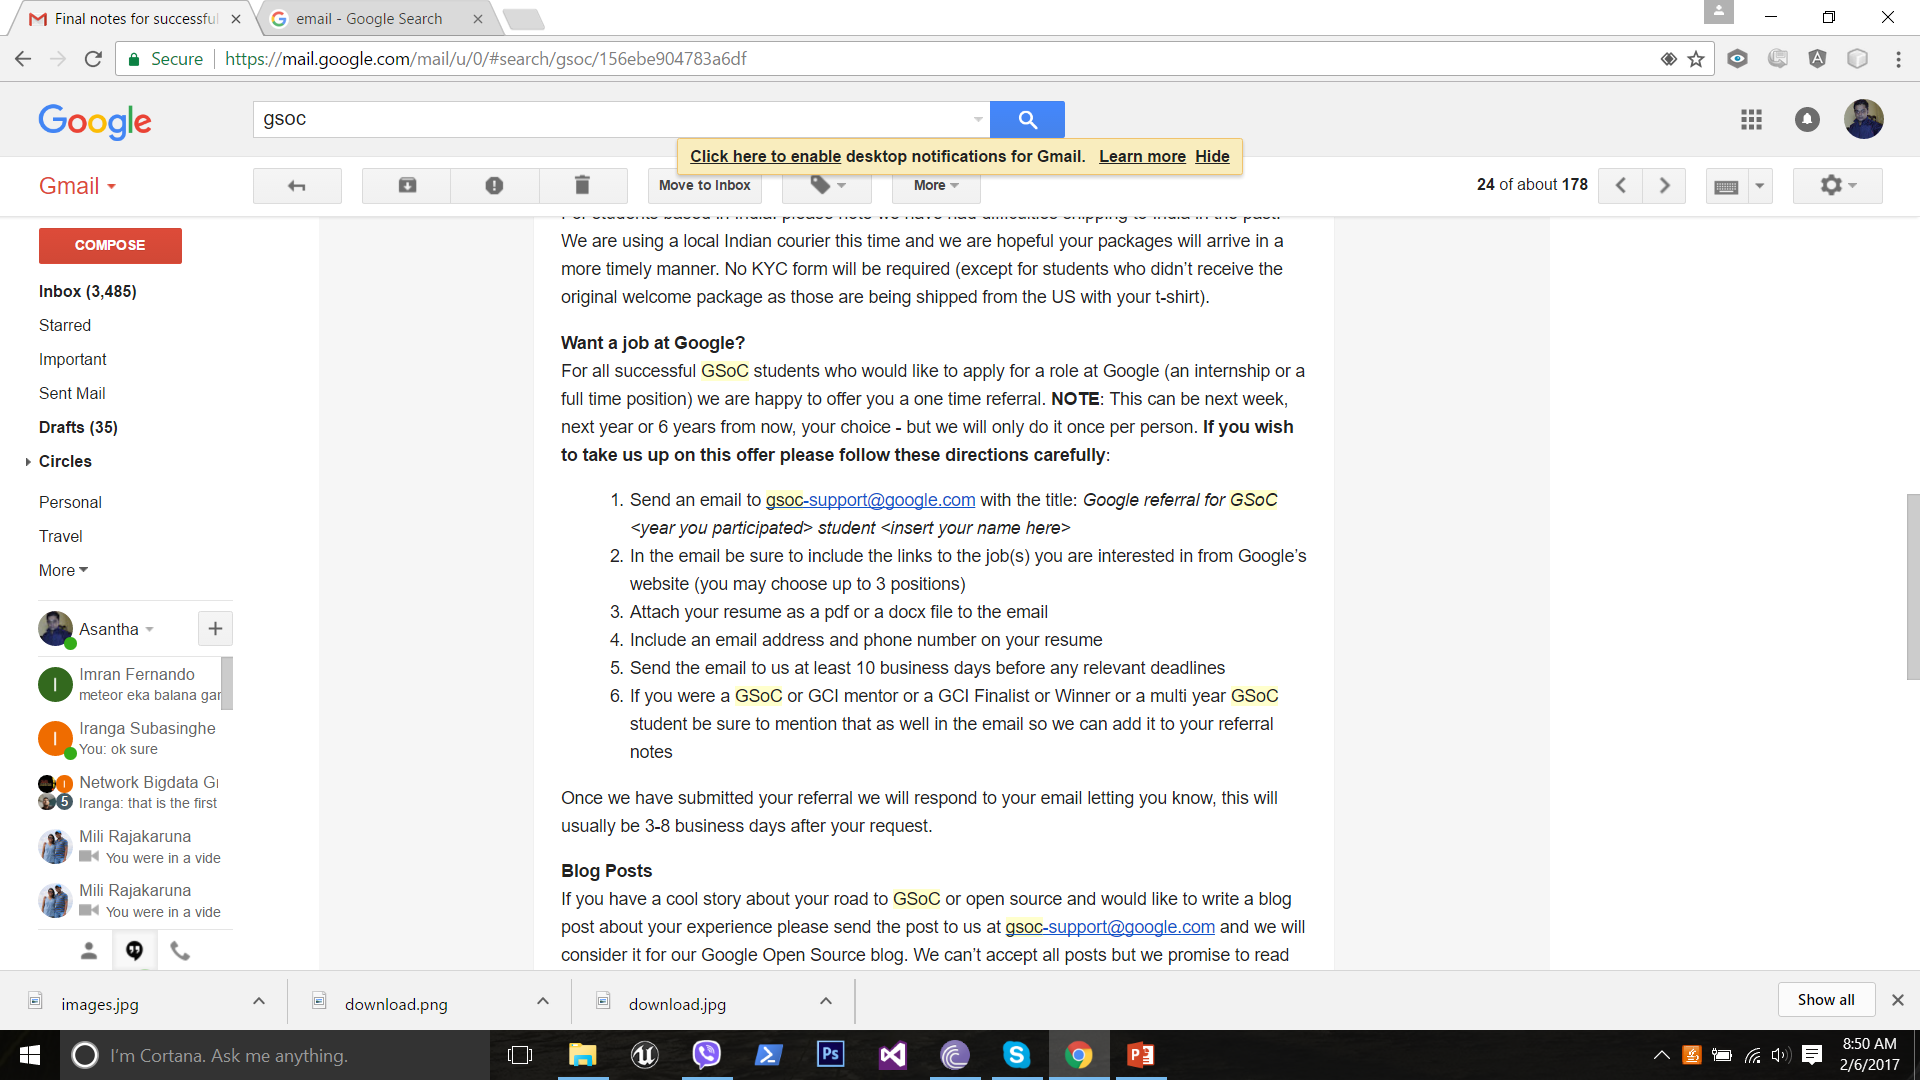 Final notes for successful
email - Google Search
Secure
https://mail.google.com/mail/u/0/#search/gsoc/156ebe904783a6df
Google
gsoc
Click here to enable desktop notifications for Gmail. Learn more Hide
Gmail
Move to Inbox
More
24 of about 178
COMPOSE
Inbox (3,485)
Starred
Important
Sent Mail
Drafts (35)
Circles
Personal
Travel
More
Asantha
Imran Fernando
meteor eka balana gar
Iranga Subasinghe
You: ok sure
Network Bigdata Gr
Iranga: that is the first
5
Mili Rajakaruna
You were in a vide
Mili Rajakaruna
You were in a vide
For students based in India: please note we have had difficulties shipping to India in the past.
We are using a local Indian courier this time and we are hopeful your packages will arrive in a
more timely manner. No KYC form will be required (except for students who didn’t receive the
original welcome package as those are being shipped from the US with your t-shirt).
Want a job at Google?
For all successful GSoC students who would like to apply for a role at Google (an internship or a
full time position) we are happy to offer you a one time referral. NOTE: This can be next week,
next year or 6 years from now, your choice - but we will only do it once per person. If you wish
to take us up on this offer please follow these directions carefully:
1. Send an email to gsoc-support@google.com with the title: Google referral for GSoC
<year you participated> student <insert your name here>
2. In the email be sure to include the links to the job(s) you are interested in from Google’s
website (you may choose up to 3 positions)
3. Attach your resume as a pdf or a docx file to the email
4. Include an email address and phone number on your resume
5. Send the email to us at least 10 business days before any relevant deadlines
6. If you were a GSoC or GCI mentor or a GCI Finalist or Winner or a multi year GSoC
student be sure to mention that as well in the email so we can add it to your referral
notes
Once we have submitted your referral we will respond to your email letting you know, this will
usually be 3-8 business days after your request.
Blog Posts
If you have a cool story about your road to GSoC or open source and would like to write a blog
post about your experience please send the post to us at gsoc-support@google.com and we will
consider it for our Google Open Source blog. We can’t accept all posts but we promise to read
images.jpg
download.png
download.jpg
Show all
I’m Cortana. Ask me anything.
Ps
8:50 AM
2/6/2017